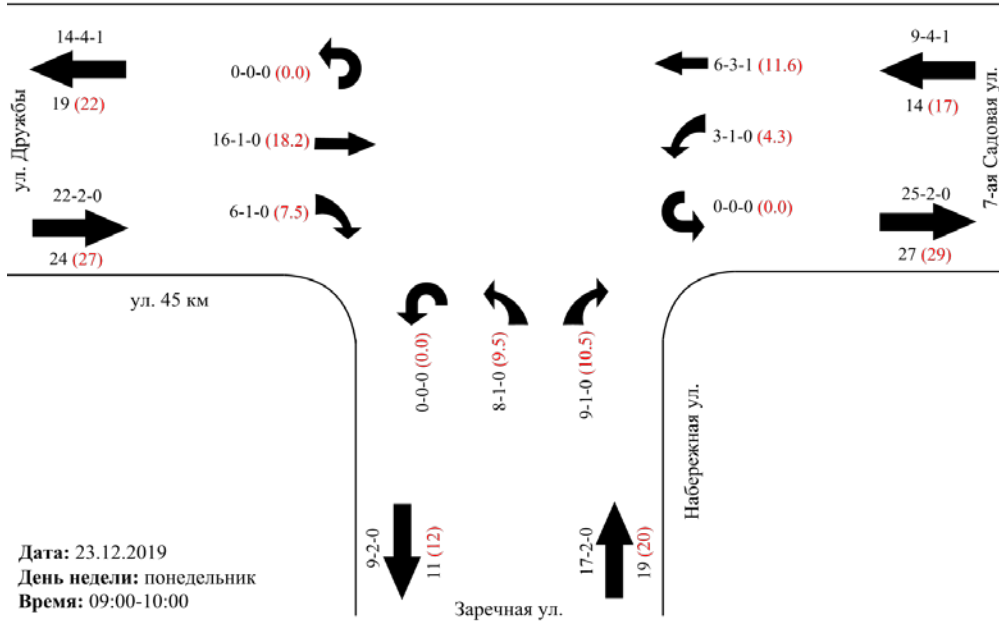 14-4-1
19 (22)
ул. Дружбы
22-2-0
24 (27)
ул. 45 км
0-0-0 (0.0)
16-1-0 (18.2)
6-1-0 (7.5)
6-3-1 (11.6)
3-1-0 (4.3)
0-0-0 (0.0)
9-4-1
14 (17)
7-ая Садовая ул.
25-2-0
27 (29)
0-0-0 (0.0)
8-1-0 (9.5)
9-1-0 (10.5)
Набережная ул.
9-2-0
11 (12)
17-2-0
19 (20)
Заречная ул.
Дата: 23.12.2019
День недели: понедельник
Время: 09:00-10:00